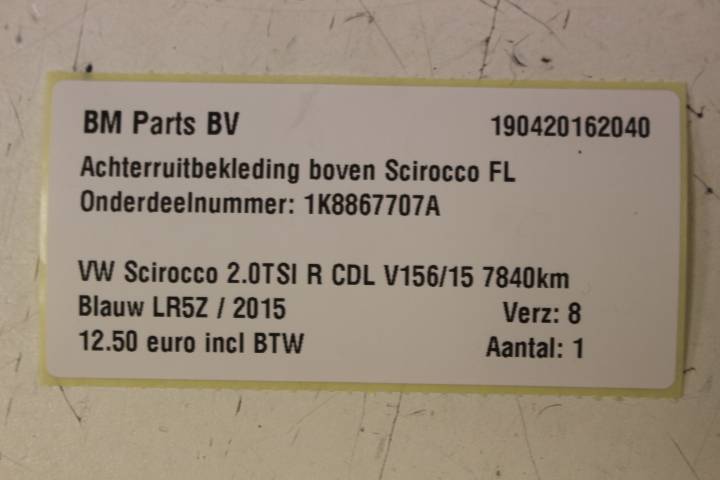 BM Parts BV 190420162040
Achterruitbekleding boven Scirocco FL
Onderdeelnummer: 1K8867707A
VW Scirocco 2.0TSI R CDL V156/15 7840km
Blauw LR5Z / 2015 Verz: 8
12.50 euro incl BTW Aantal: 1